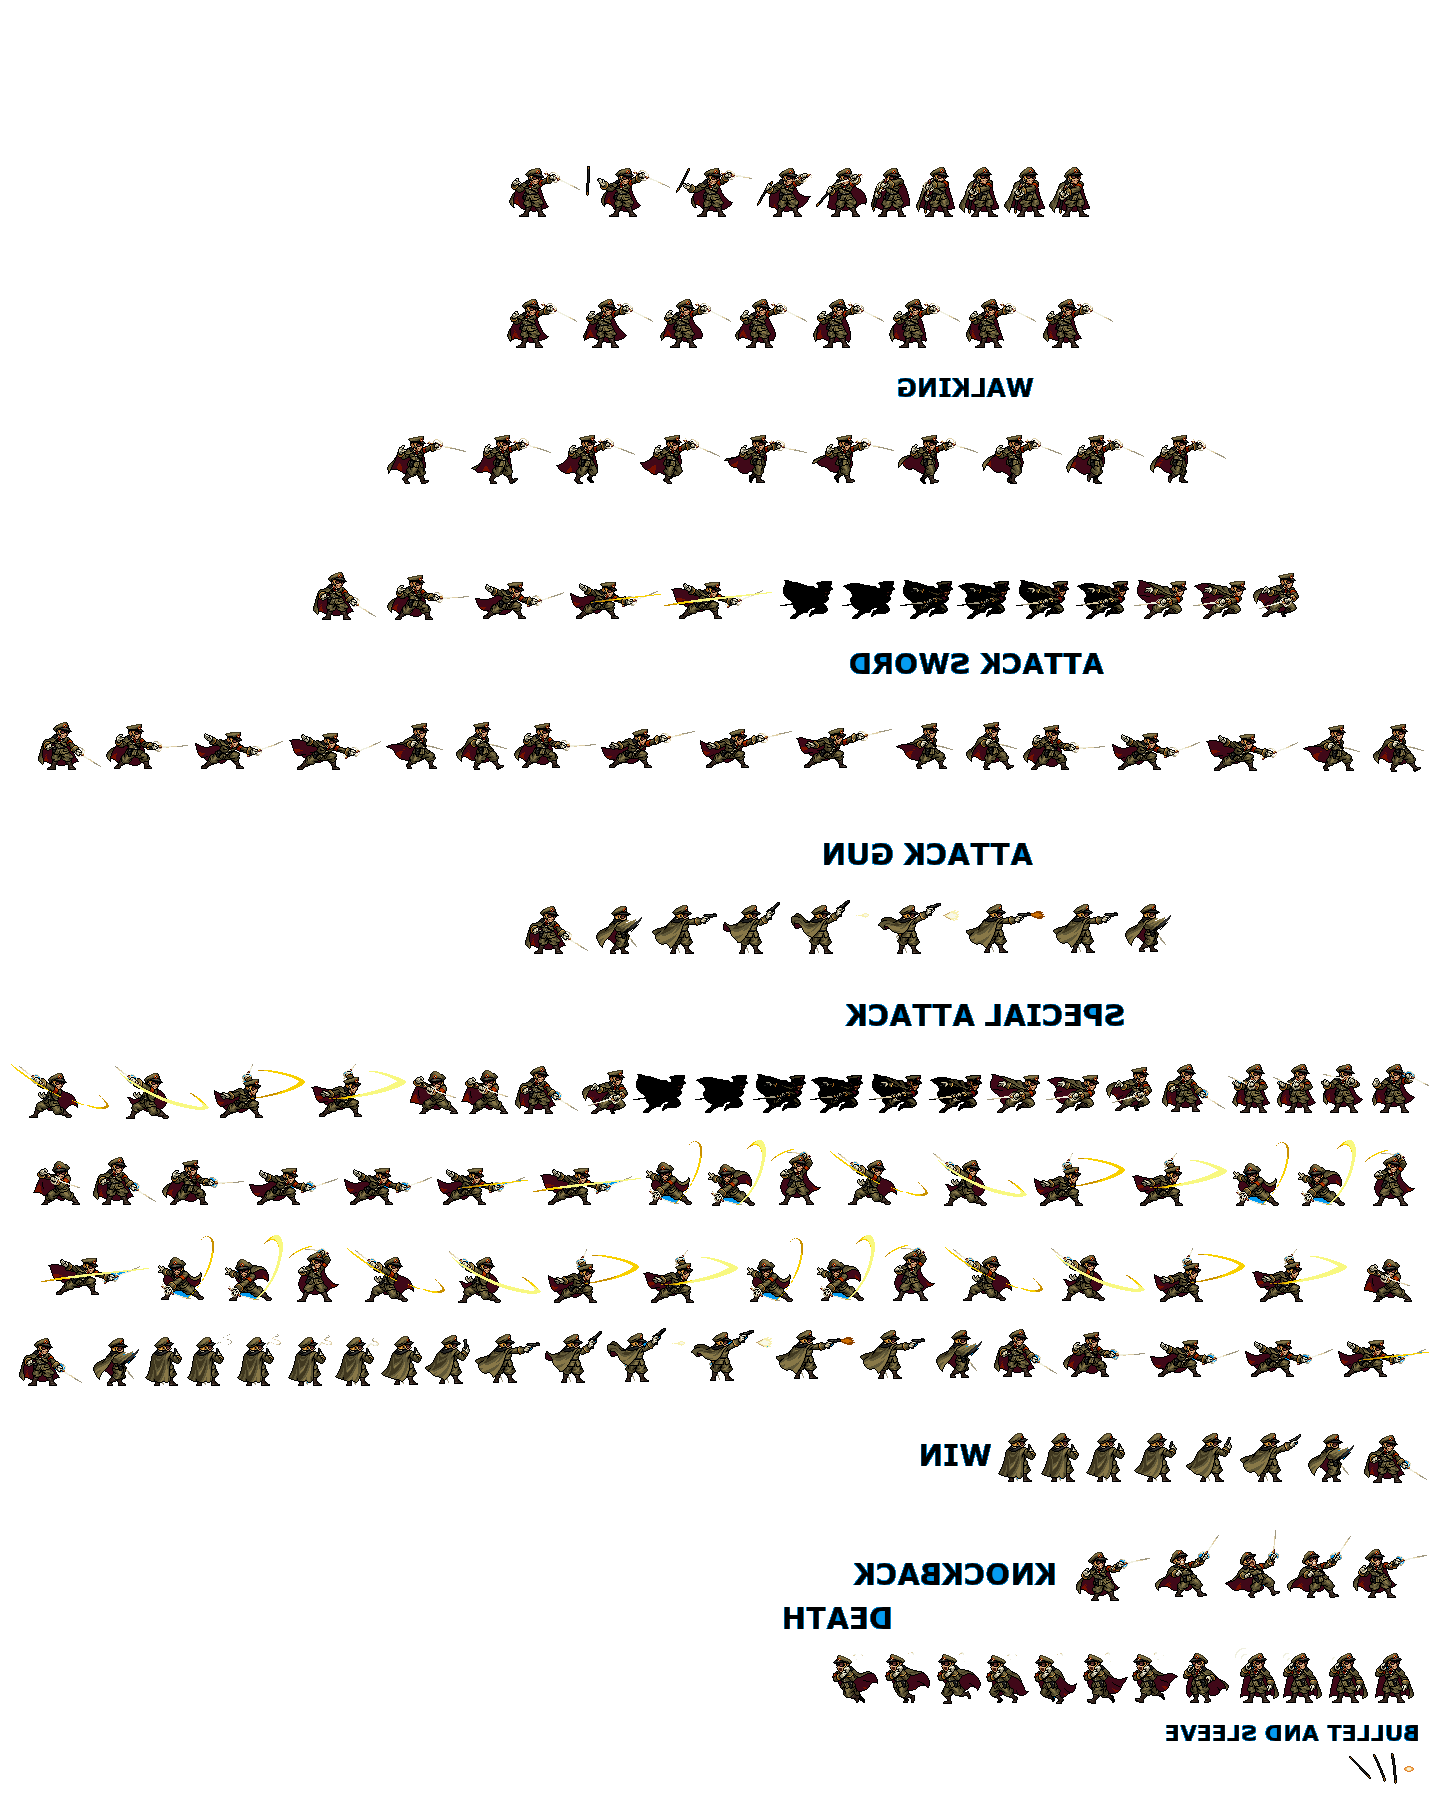 WALKING
ATTACK SWORD
ATTACK GUN
SPECIAL ATTACK
WIN
KNOCKBACK
DEATH
BULLET AND SLEEVE